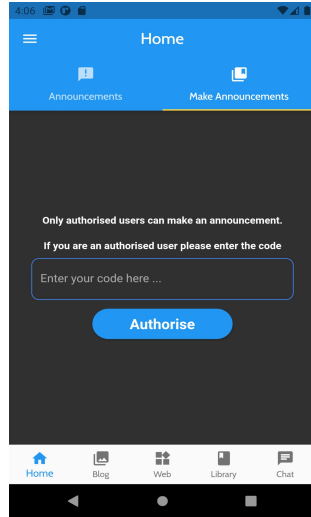 4:06
Home
Announcements
Make Announcements
Only authorised users can make an announcement.
If you are an authorised user please enter the code
Enter your code here ...
Authorise
Home
Blog
Web
Library
Chat